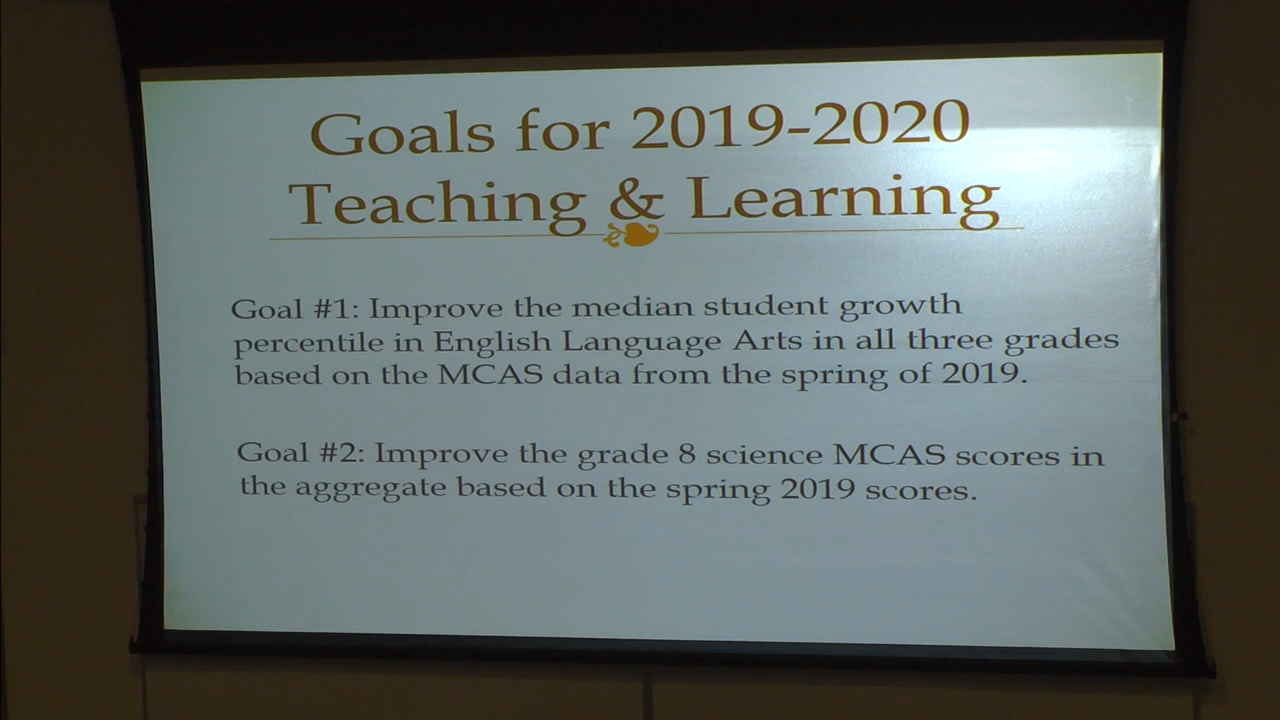 Goals for 2019-2020
Teaching & Learning
Goal #1: Improve the median student growth
percentile in English Language Arts in all three grades
based on the MCAS data from the spring of 2019.
Goal #2: Improve the grade 8 science MCAS scores in
the aggregate based on the spring 2019 scores.